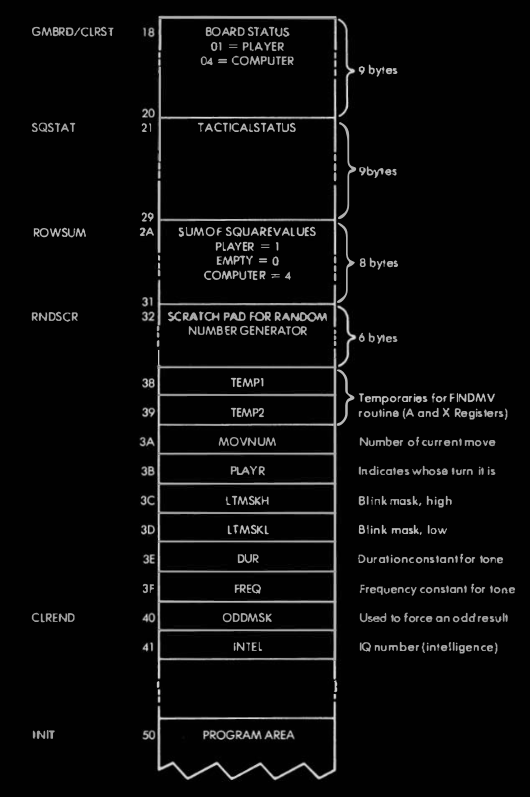 GMBRD/CLRST 18 BOARD STATUS
01 = PLAYER
04 = COMPUTER
9 bytes
20
SQSTAT 21 TACTICALSTATUS
9bytes
29
ROWSUM 2A SUM OF SQUAREVALUES
PLAYER = 1
EMPTY = 0
COMPUTER = 4
8 bytes
31
RNDSCR 32 SCRATCH PAD FOR RANDOM
NUMBER GENERATOR
6 bytes
38 TEMP1
Temporaries for FINDMV
39 TEMP2 routine (A and X Registers)
3A MOVNUM Number of current move
3B PLAYR Indicates whose turn it is
3C LTMSKH Blink mask, high
3D LTMSKL Blink mask, low
3E DUR Duration constant for tone
3F FREQ Frequency constant for tone
CLREND 40 ODDMSK Used to force an odd result
41 INTEL IQ number (intelligence)
INIT 50 PROGRAM AREA